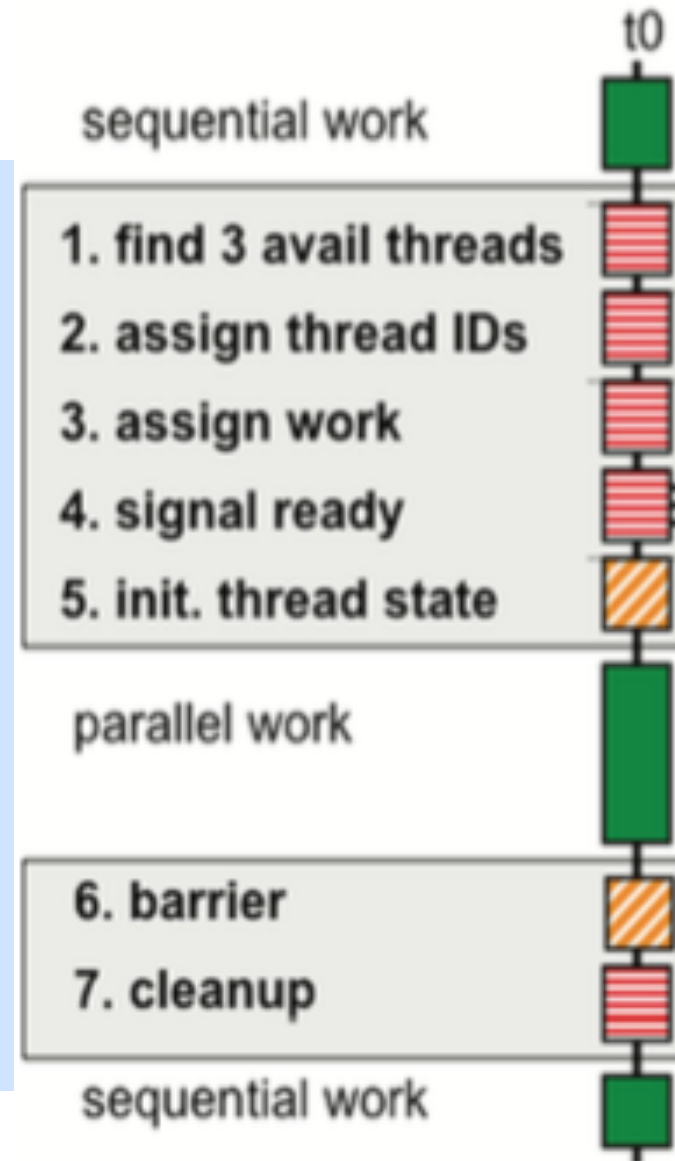 t0
sequential work
1. find 3 avail threads
2. assign thread IDs
3. assign work
4. signal ready
5. init. thread state
parallel work
6. barrier
7. cleanup
sequential work